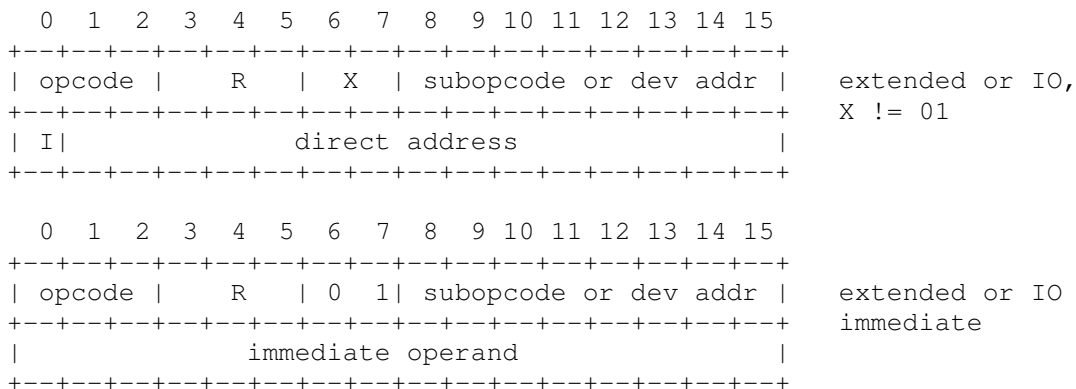 0  1  2  3  4  5  6  7  8  9 10 11 12 13 14 15
+--+--+--+--+--+--+--+--+--+--+--+--+--+--+--+--+
| opcode |    R   |  X  | subopcode or dev addr |   extended or IO,
+--+--+--+--+--+--+--+--+--+--+--+--+--+--+--+--+   X != 01
| I|              direct address                |
+--+--+--+--+--+--+--+--+--+--+--+--+--+--+--+--+
  0  1  2  3  4  5  6  7  8  9 10 11 12 13 14 15
+--+--+--+--+--+--+--+--+--+--+--+--+--+--+--+--+
| opcode |    R   | 0  1| subopcode or dev addr |   extended or IO
+--+--+--+--+--+--+--+--+--+--+--+--+--+--+--+--+   immediate
|              immediate operand                |
+--+--+--+--+--+--+--+--+--+--+--+--+--+--+--+--+